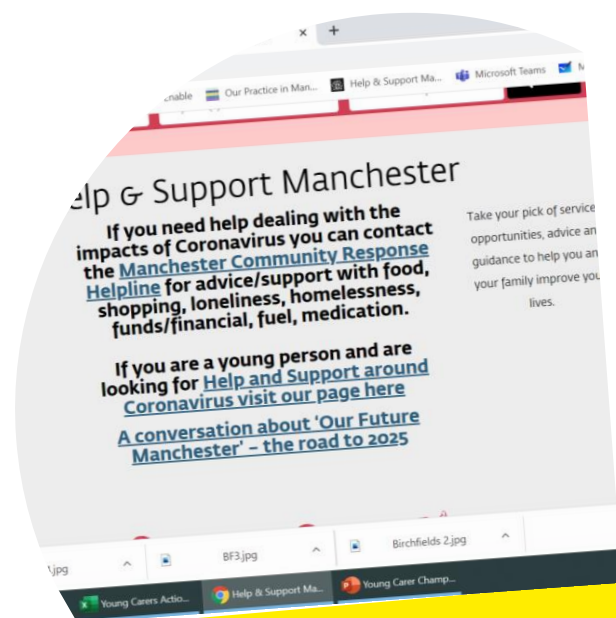 × +
Our Practice in Man... Help & Support Ma... Microsoft Teams
elp & Support Manchester
If you need help dealing with the
impacts of Coronavirus you can contact
the Manchester Community Response
Helpline for advice/support with food,
shopping, loneliness, homelessness,
funds/financial, fuel, medication.
If you are a young person and are
looking for Help and Support around
Coronavirus visit our page here
A conversation about ‘Our Future
Manchester’ – the road to 2025
Take your pick of service
opportunities, advice an
guidance to help you an
your family improve you
lives.
.jpg BF3.jpg Birchfields 2.jpg
Young Carers Actio... Help & Support Ma... Young Carer Champ...